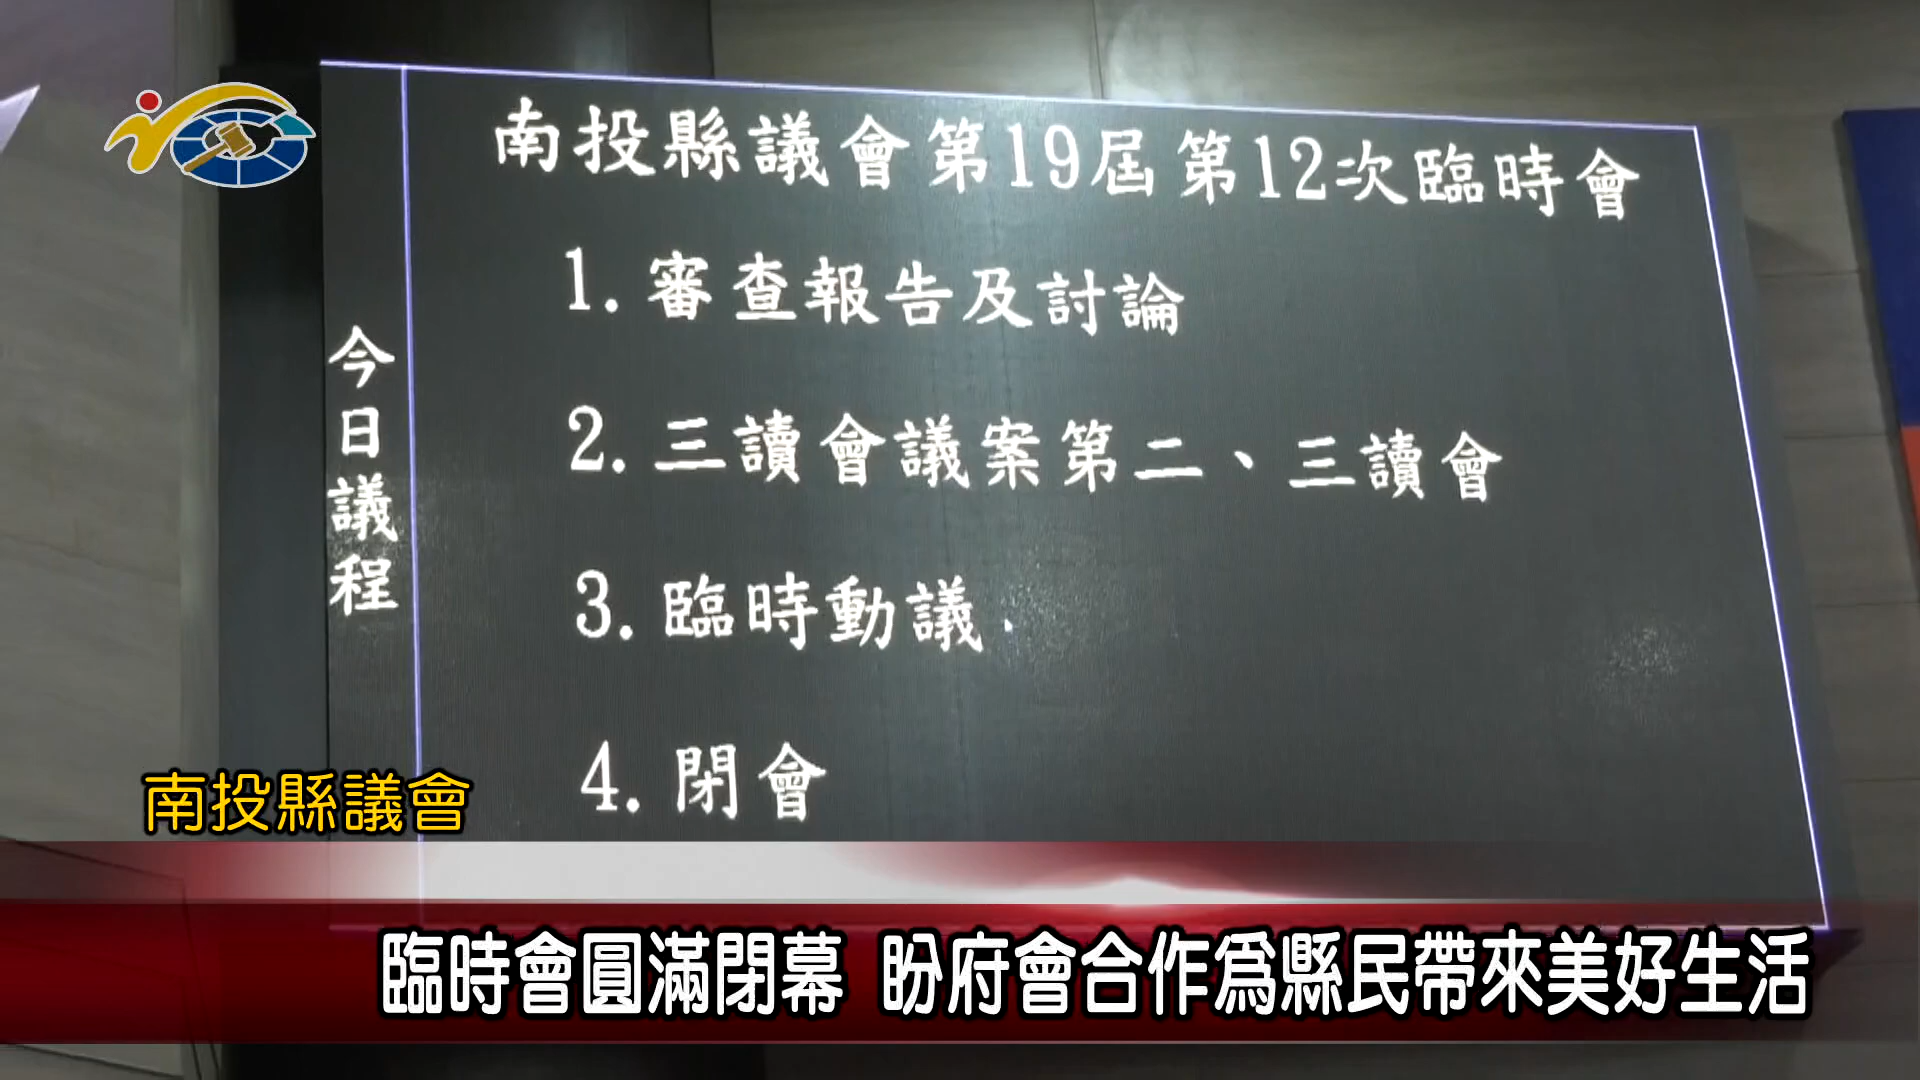 南投縣議會第19屆第12次臨時會
今日議程
1.審查報告及討論
2.三讀會議案第二、三讀會
3.臨時動議
4.閉會
南投縣議會
臨時會圓滿閉幕 盼府會合作為縣民帶來美好生活